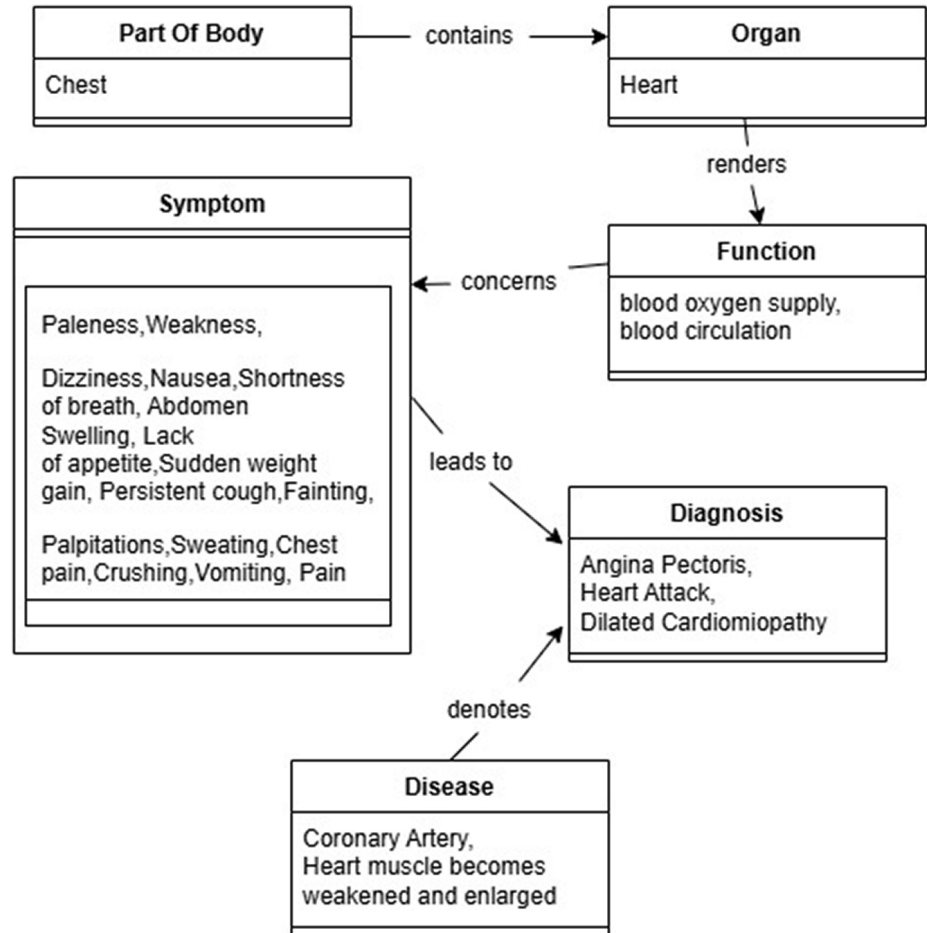 Part Of Body
contains
Organ
Chest
Heart
renders
Symptom
Function
concerns
blood oxygen supply,
blood circulation
Paleness,Weakness,
Dizziness,Nausea,Shortness
of breath, Abdomen
Swelling, Lack
of appetite,Sudden weight
gain, Persistent cough,Fainting,
Palpitations,Sweating,Chest
pain,Crushing,Vomiting, Pain
leads to
Diagnosis
Angina Pectoris,
Heart Attack,
Dilated Cardiomiopathy
denotes
Disease
Coronary Artery,
Heart muscle becomes
weakened and enlarged